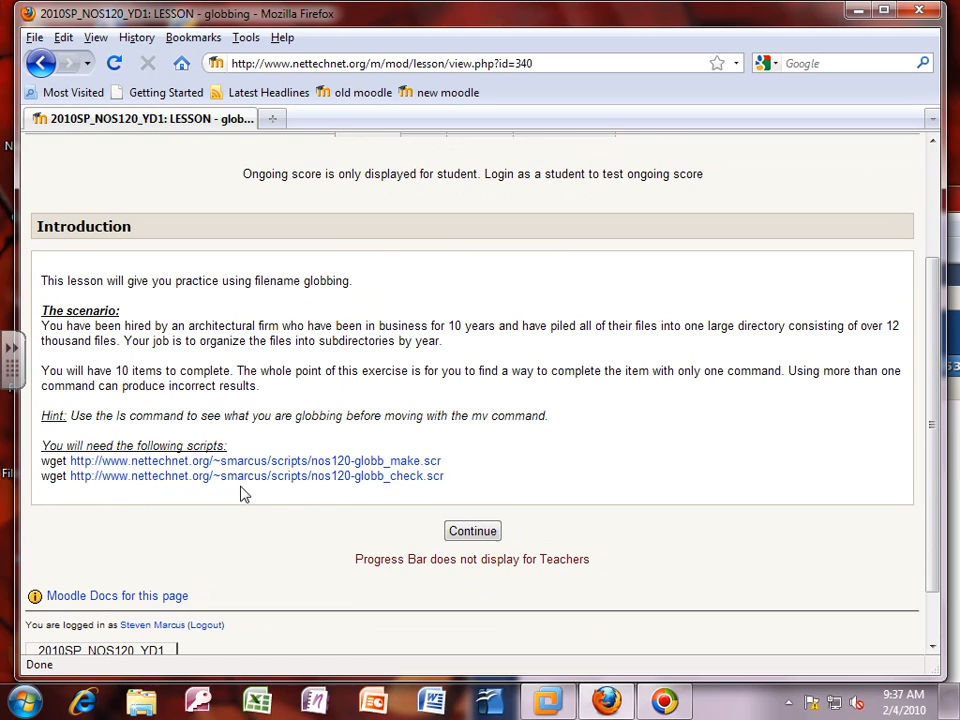 2010SP_NOS120_YD1: LESSON - globbing - Mozilla Firefox
File Edit View History Bookmarks Tools Help
http://www.nettechnet.org/m/mod/lesson/view.php?id=340
Google
Most Visited Getting Started Latest Headlines old moodle new moodle
2010SP_NOS120_YD1: LESSON - glob...
Ongoing score is only displayed for student. Login as a student to test ongoing score
Introduction
This lesson will give you practice using filename globbing.
The scenario:
You have been hired by an architectural firm who have been in business for 10 years and have piled all of their files into one large directory consisting of over 12
thousand files. Your job is to organize the files into subdirectories by year.
You will have 10 items to complete. The whole point of this exercise is for you to find a way to complete the item with only one command. Using more than one
command can produce incorrect results.
Hint: Use the ls command to see what you are globbing before moving with the mv command.
You will need the following scripts:
wget http://www.nettechnet.org/~smarcus/scripts/nos120-globb_make.scr
wget http://www.nettechnet.org/~smarcus/scripts/nos120-globb_check.scr
Continue
Progress Bar does not display for Teachers
Moodle Docs for this page
You are logged in as Steven Marcus (Logout)
2010SP_NOS120_YD1
Done
9:37 AM
2/4/2010